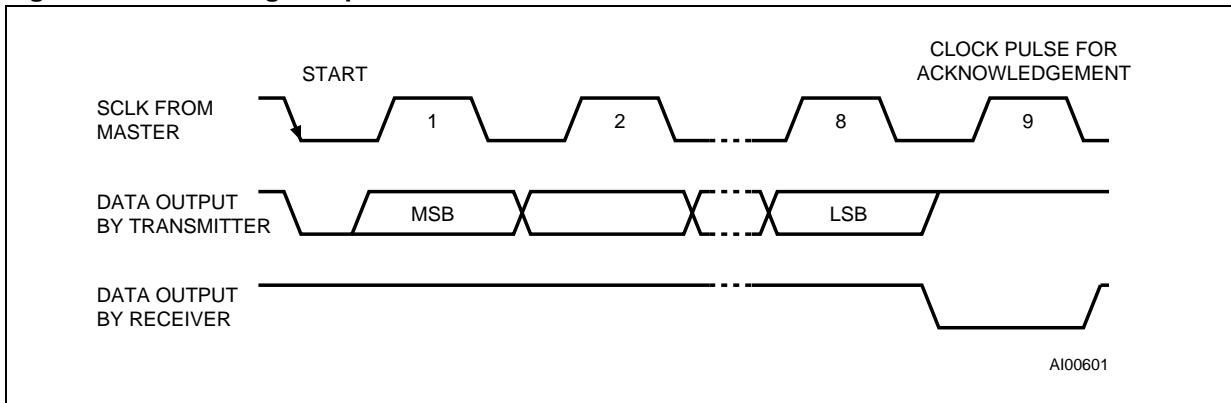 START
CLOCK PULSE FOR
ACKNOWLEDGEMENT
SCLK FROM
MASTER
1
2
8
9
DATA OUTPUT
BY TRANSMITTER
MSB
LSB
DATA OUTPUT
BY RECEIVER
AI00601